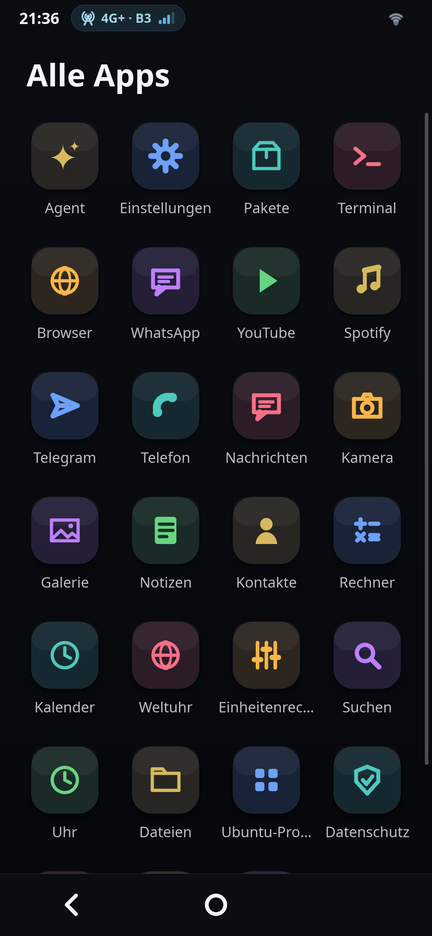 21:36 4G+ · B3
Alle Apps
Agent Einstellungen Pakete Terminal
Browser WhatsApp YouTube Spotify
Telegram Telefon Nachrichten Kamera
Galerie Notizen Kontakte Rechner
Kalender Weltuhr Einheitenrec... Suchen
Uhr Dateien Ubuntu-Pro... Datenschutz